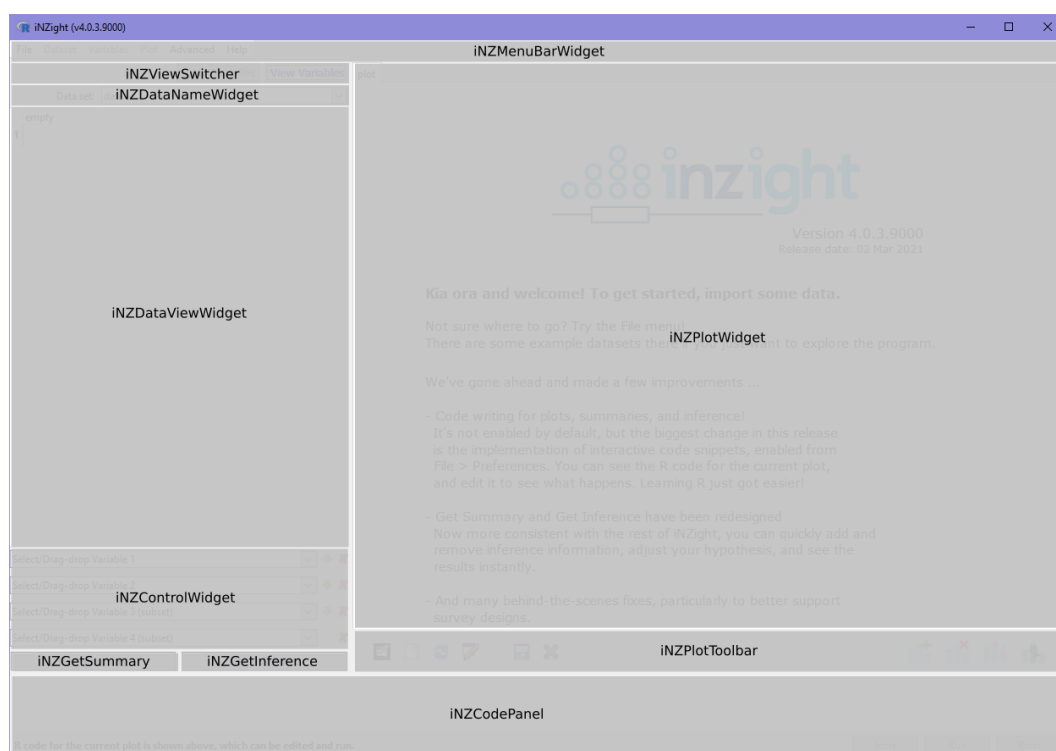 iNZight (v4.0.3.9000)
File Dataset Variables Plot Advanced Help
iNZMenuBarWidget
iNZViewSwitcher
View Variables
plot
Data set:
iNZDataNameWidget
empty
1
inzight
Version 4.0.3.9000
Release date: 02 Mar 2021
Kia ora and welcome! To get started, import some data.
Not sure where to go? Try the File menu!
There are some example datasets there if you just want to explore the program.
iNZDataViewWidget
iNZPlotWidget
We've gone ahead and made a few improvements ...
- Code writing for plots, summaries, and inference!
It's not enabled by default, but the biggest change in this release
is the implementation of interactive code snippets, enabled from
File > Preferences. You can see the R code for the current plot,
and edit it to see what happens. Learning R just got easier!
- Get Summary and Get Inference have been redesigned
Now more consistent with the rest of iNZight, you can quickly add and
remove inference information, adjust your hypothesis, and see the
results instantly.
- And many behind-the-scenes fixes, particularly to better support
survey designs.
Select/Drag-drop Variable 1
Select/Drag-drop Variable 2
iNZControlWidget
Select/Drag-drop Variable 3 (subset)
Select/Drag-drop Variable 4 (subset)
iNZGetSummary
iNZGetInference
iNZPlotToolbar
iNZCodePanel
R code for the current plot is shown above, which can be edited and run.